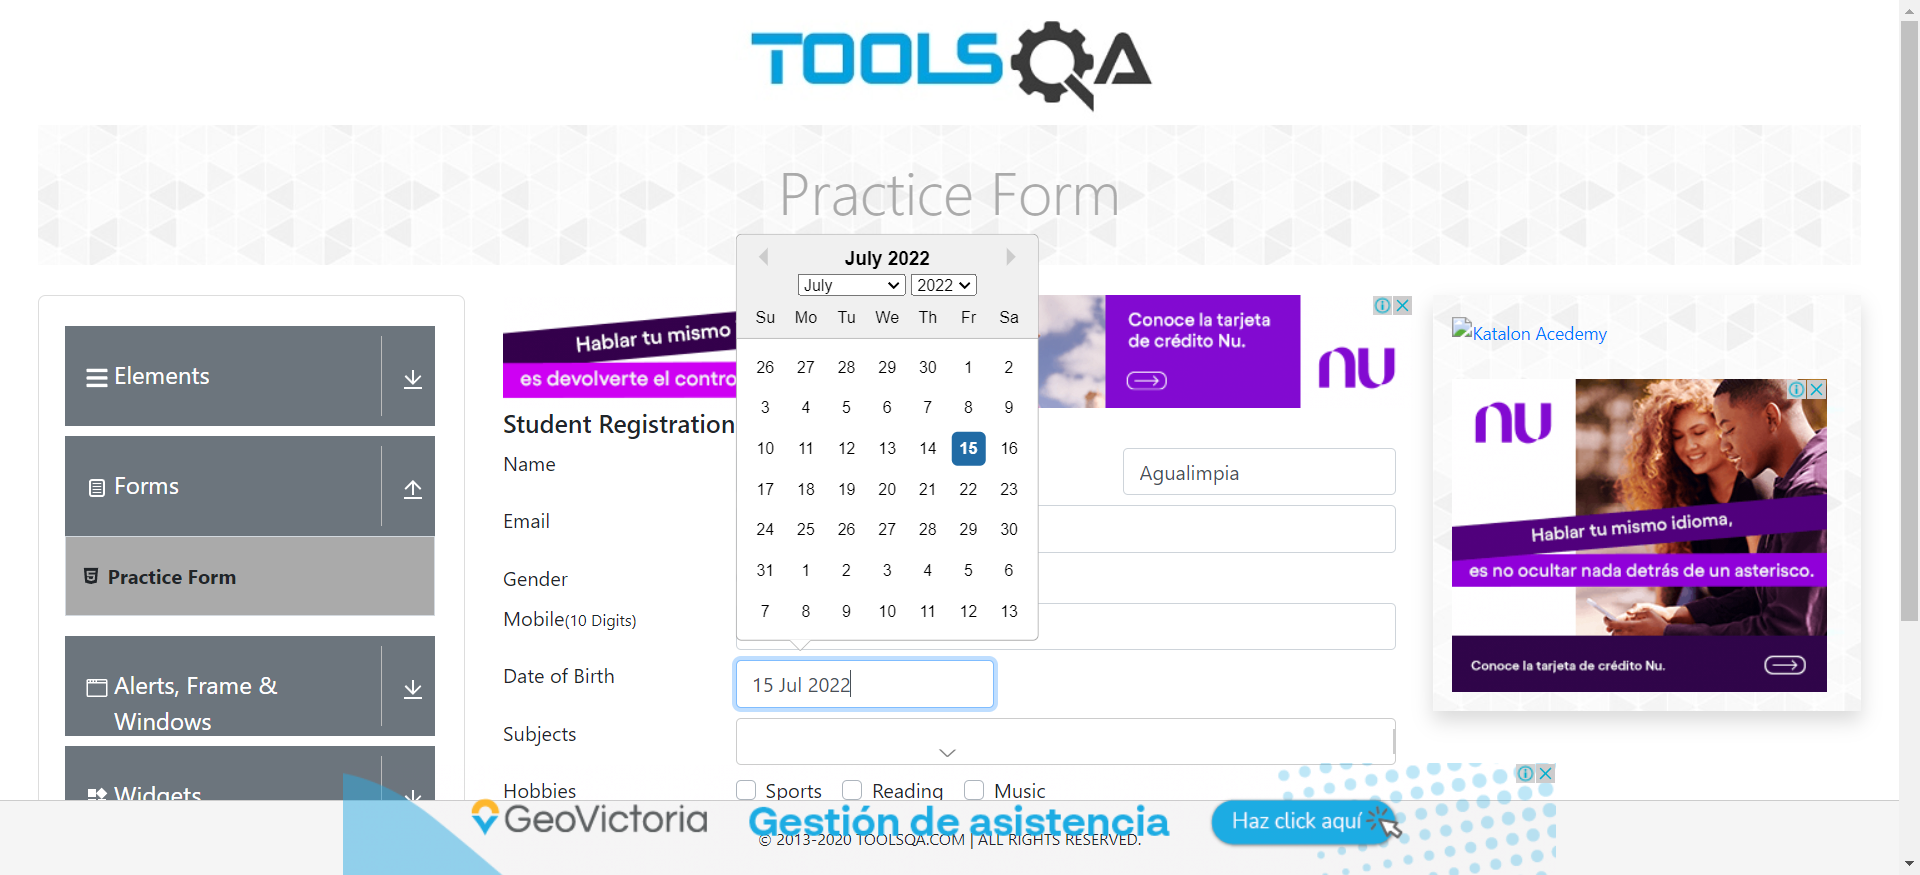 TOOLSQA
Practice Form
July 2022
July 2022
Su Mo Tu We Th Fr Sa
26 27 28 29 30 1 2
3 4 5 6 7 8 9
10 11 12 13 14 15 16
17 18 19 20 21 22 23
24 25 26 27 28 29 30
31 1 2 3 4 5 6
7 8 9 10 11 12 13
Elements
Forms
Practice Form
Alerts, Frame &
Windows
Widgets
Hablar tu mismo
es devolverte el contro
Conoce la tarjeta
de crédito Nu.
nu
Student Registration
Name
Agualimpia
Email
Gender
Mobile(10 Digits)
Date of Birth
15 Jul 2022
Subjects
Hobbies
Sports Reading Music
Katalon Acedemy
nu
Hablar tu mismo idioma,
es no ocultar nada detrás de un asterisco.
Conoce la tarjeta de crédito Nu.
GeoVictoria
Gestión de asistencia
Haz click aquí
© 2013-2020 TOOLSQA.COM | ALL RIGHTS RESERVED.